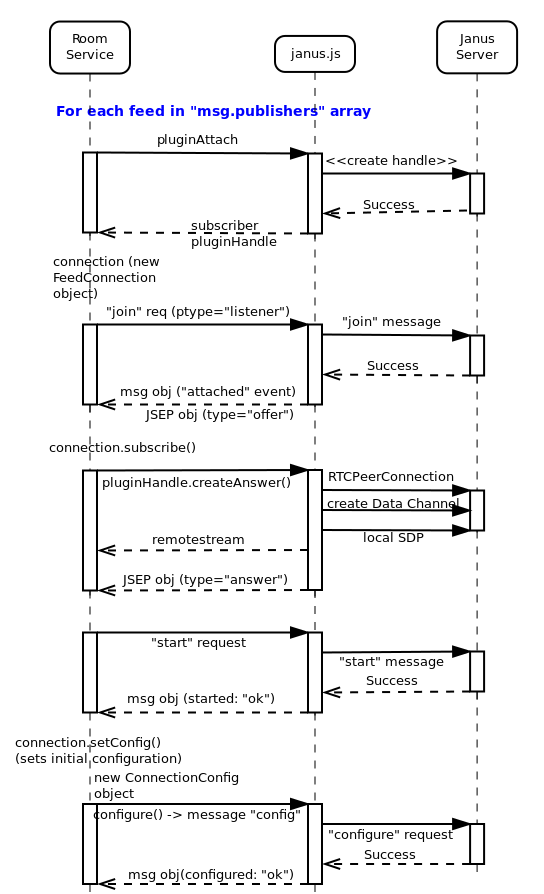 Room
Service
janus.js
Janus
Server
For each feed in "msg.publishers" array
pluginAttach
<<create handle>>
Success
subscriber
pluginHandle
connection (new
FeedConnection
object)
"join" req (ptype="listener")
"join" message
Success
msg obj ("attached" event)
JSEP obj (type="offer")
connection.subscribe()
pluginHandle.createAnswer()
RTCPeerConnection
create Data Channel
local SDP
remotestream
JSEP obj (type="answer")
"start" request
"start" message
Success
msg obj (started: "ok")
connection.setConfig()
(sets initial configuration)
new ConnectionConfig
object
configure() -> message "config"
"configure" request
Success
msg obj(configured: "ok")